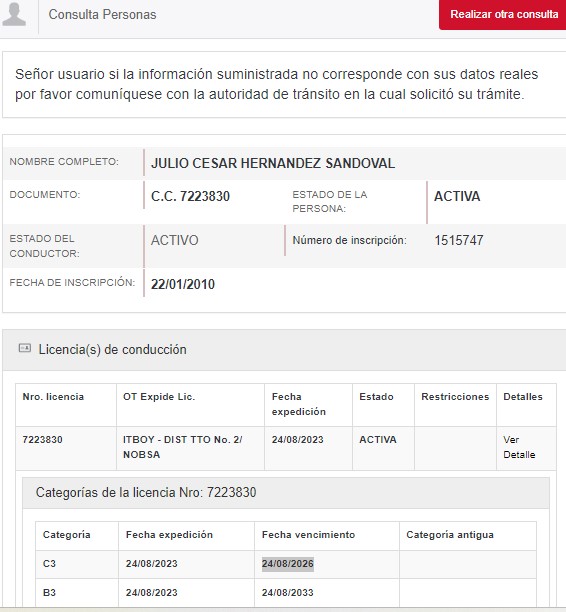 Consulta Personas
Realizar otra consulta
Señor usuario si la información suministrada no corresponde con sus datos reales
por favor comuníquese con la autoridad de tránsito en la cual solicitó su trámite.
NOMBRE COMPLETO: JULIO CESAR HERNANDEZ SANDOVAL
DOCUMENTO: C.C. 7223830 ESTADO DE LA
PERSONA: ACTIVA
ESTADO DEL
CONDUCTOR: ACTIVO Número de inscripción: 1515747
FECHA DE INSCRIPCIÓN: 22/01/2010
Licencia(s) de conducción
Nro. licencia OT Expide Lic. Fecha
expedición Estado Restricciones Detalles
7223830 ITBOY - DIST TTO No. 2/
NOBSA 24/08/2023 ACTIVA Ver
Detalle
Categorías de la licencia Nro: 7223830
Categoría Fecha expedición Fecha vencimiento Categoría antigua
C3 24/08/2023 24/08/2026
B3 24/08/2023 24/08/2033